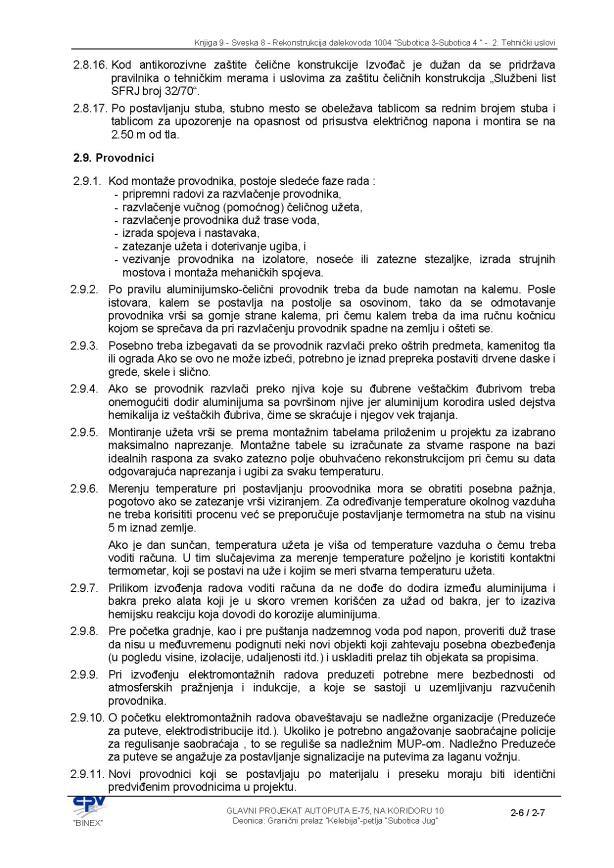 Knjiga 9 - Sveska 8 - Rekonstrukcija dalekovoda 1004 "Subotica 3-Subotica 4 " - 2. Tehnički uslovi
2.8.16. Kod antikorozivne zaštite čelične konstrukcije Izvođač je dužan da se pridržava
pravilnika o tehničkim merama i uslovima za zaštitu čeličnih konstrukcija „Službeni list
SFRJ broj 32/70“.
2.8.17. Po postavljanju stuba, stubno mesto se obeležava tablicom sa rednim brojem stuba i
tablicom za upozorenje na opasnost od prisustva električnog napona i montira se na
2.50 m od tla.
2.9. Provodnici
2.9.1. Kod montaže provodnika, postoje sledeće faze rada :
- pripremni radovi za razvlačenje provodnika,
- razvlačenje vučnog (pomoćnog) čeličnog užeta,
- razvlačenje provodnika duž trase voda,
- izrada spojeva i nastavaka,
- zatezanje užeta i doterivanje ugiba, i
- vezivanje provodnika na izolatore, noseće ili zatezne stezaljke, izrada strujnih
mostova i montaža mehaničkih spojeva.
2.9.2. Po pravilu aluminijumsko-čelični provodnik treba da bude namotan na kalemu. Posle
istovara, kalem se postavlja na postolje sa osovinom, tako da se odmotavanje
provodnika vrši sa gornje strane kalema, pri čemu kalem treba da ima ručnu kočnicu
kojom se sprečava da pri razvlačenju provodnik spadne na zemlju i ošteti se.
2.9.3. Posebno treba izbegavati da se provodnik razvlači preko oštrih predmeta, kamenitog tla
ili ograda Ako se ovo ne može izbeći, potrebno je iznad prepreka postaviti drvene daske i
grede, skele i slično.
2.9.4. Ako se provodnik razvlači preko njiva koje su đubrene veštačkim đubrivom treba
onemogućiti dodir aluminijuma sa površinom njive jer aluminijum korodira usled dejstva
hemikalija iz veštačkih đubriva, čime se skraćuje i njegov vek trajanja.
2.9.5. Montiranje užeta vrši se prema montažnim tabelama priloženim u projektu za izabrano
maksimalno naprezanje. Montažne tabele su izračunate za stvarne raspone na bazi
idealnih raspona za svako zatezno polje obuhvaćeno rekonstrukcijom pri čemu su data
odgovarajuća naprezanja i ugibi za svaku temperaturu.
2.9.6. Merenju temperature pri postavljanju proovodnika mora se obratiti posebna pažnja,
pogotovo ako se zatezanje vrši viziranjem. Za određivanje temperature okolnog vazduha
ne treba korisititi procenu već se preporučuje postavljanje termometra na stub na visinu
5 m iznad zemlje.
Ako je dan sunčan, temperatura užeta je viša od temperature vazduha o čemu treba
voditi računa. U tim slučajevima za merenje temperature poželjno je koristiti kontaktni
termometar, koji se postavi na uže i kojim se meri stvarna temperaturu užeta.
2.9.7. Prilikom izvođenja radova voditi računa da ne dođe do dodira između aluminijuma i
bakra preko alata koji je u skoro vremen korišćen za užad od bakra, jer to izaziva
hemijsku reakciju koja dovodi do korozije aluminijuma.
2.9.8. Pre početka gradnje, kao i pre puštanja nadzemnog voda pod napon, proveriti duž trase
da nisu u međuvremenu podignuti neki novi objekti koji zahtevaju posebna obezbeđenja
(u pogledu visine, izolacije, udaljenosti itd.) i uskladiti prelaz tih objekata sa propisima.
2.9.9. Pri izvođenju elektromontažnih radova preduzeti potrebne mere bezbednosti od
atmosferskih pražnjenja i indukcije, a koje se sastoji u uzemljivanju razvučenih
provodnika.
2.9.10. O početku elektromontažnih radova obaveštavaju se nadležne organizacije (Preduzeće
za puteve, elektrodistribucije itd.). Ukoliko je potrebno angažovanje saobraćajne policije
za regulisanje saobraćaja , to se reguliše sa nadležnim MUP-om. Nadležno Preduzeće
za puteve se angažuje za postavljanje signalizacije na putevima za laganu vožnju.
2.9.11. Novi provodnici koji se postavljaju po materijalu i preseku moraju biti identični
predviđenim provodnicima u projektu.
"BINEX"
GLAVNI PROJEKAT AUTOPUTA E-75, NA KORIDORU 10
Deonica: Granični prelaz "Kelebija"-petlja "Subotica Jug"
2-6 / 2-7